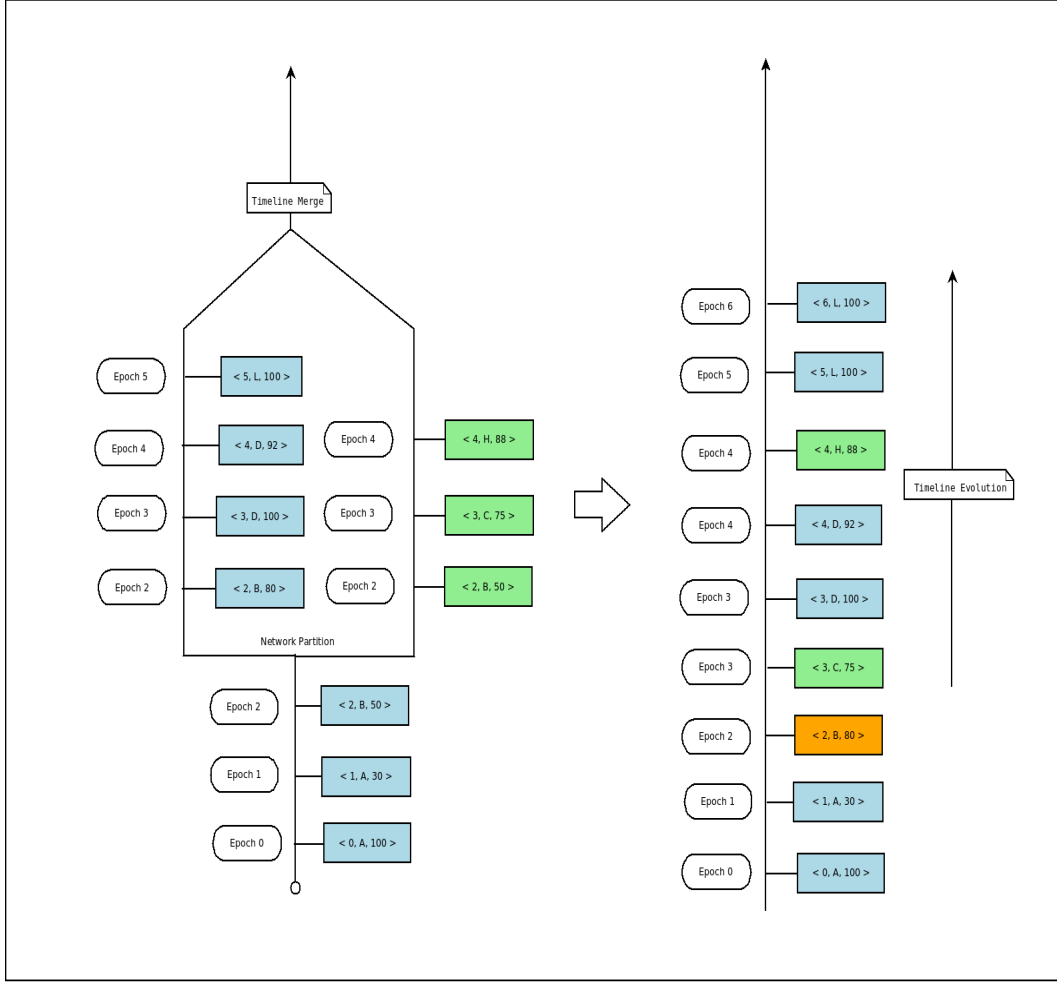 Timeline Merge
Epoch 5
< 5, L, 100 >
Epoch 4
< 4, D, 92 >
Epoch 4
< 4, H, 88 >
Epoch 3
< 3, D, 100 >
Epoch 3
< 3, C, 75 >
Epoch 2
< 2, B, 80 >
Epoch 2
< 2, B, 50 >
Network Partition
Epoch 2
< 2, B, 50 >
Epoch 1
< 1, A, 30 >
Epoch 0
< 0, A, 100 >
Epoch 6
< 6, L, 100 >
Epoch 5
< 5, L, 100 >
Epoch 4
< 4, H, 88 >
Epoch 4
< 4, D, 92 >
Epoch 3
< 3, D, 100 >
Epoch 3
< 3, C, 75 >
Epoch 2
< 2, B, 80 >
Epoch 1
< 1, A, 30 >
Epoch 0
< 0, A, 100 >
Timeline Evolution